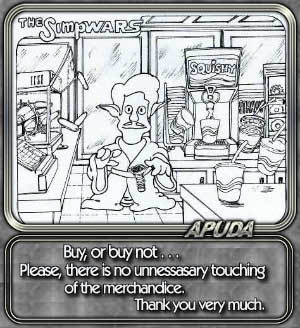 THE SIMPWARS
SQUISHY
APUDA
Buy, or buy not . . .
Please, there is no unnessasary touching
of the merchandice.
Thank you very much.